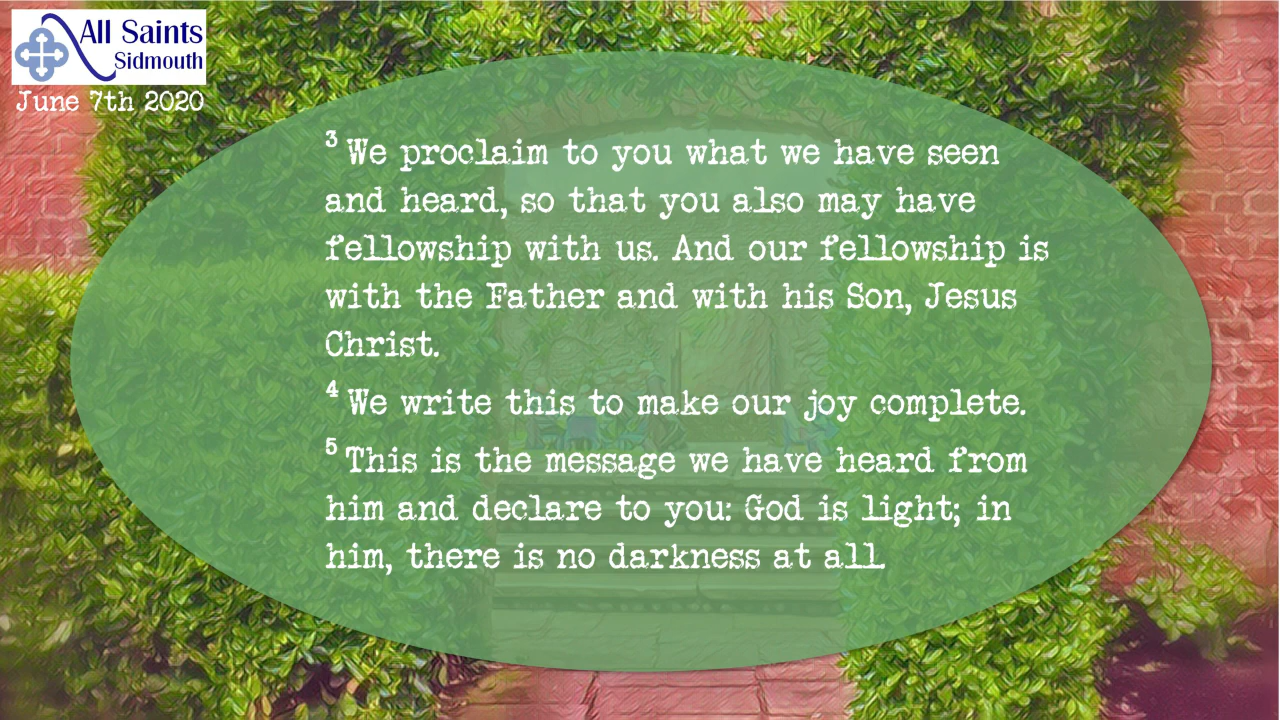 All Saints
Sidmouth
June 7th 2020
3 We proclaim to you what we have seen
and heard, so that you also may have
fellowship with us. And our fellowship is
with the Father and with his Son, Jesus
Christ.
4 We write this to make our joy complete.
5 This is the message we have heard from
him and declare to you: God is light; in
him, there is no darkness at all.